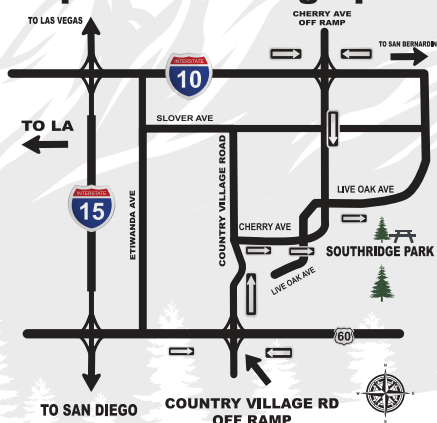 CHERRY AVE
OFF RAMP
TO LAS VEGAS
TO SAN BERNARDIN
INTERSTATE
10
TO LA
SLOVER AVE
INTERSTATE
15
ETIWANDA AVE
COUNTRY VILLAGE ROAD
LIVE OAK AVE
CHERRY AVE
SOUTHRIDGE PARK
LIVE OAK AVE
60
N
W
E
S
TO SAN DIEGO
COUNTRY VILLAGE RD
OFF RAMP